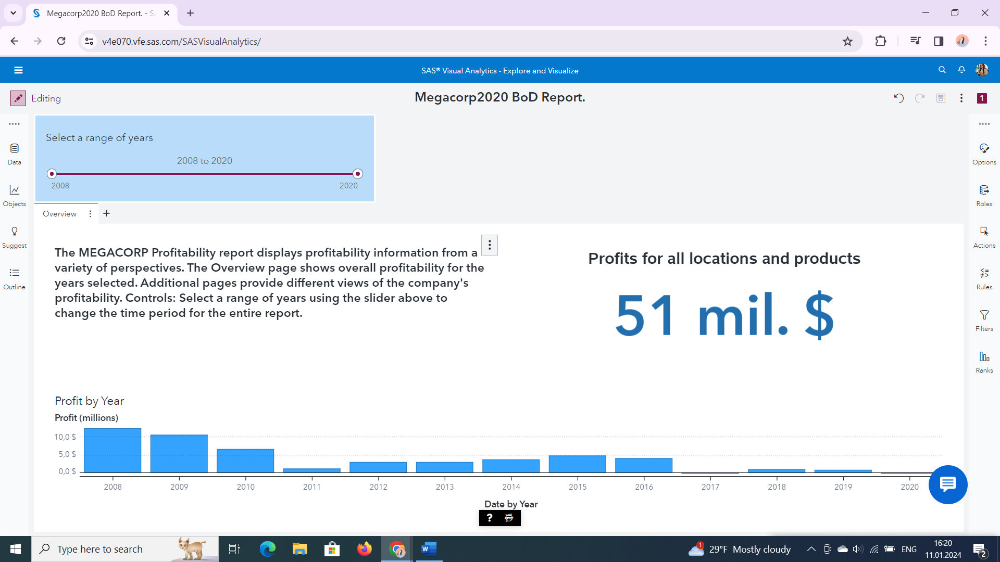 Megacorp2020 BoD Report. - S
v4e070.vfe.sas.com/SASVisualAnalytics/
SAS® Visual Analytics - Explore and Visualize
Editing
Megacorp2020 BoD Report.
1
Data
Objects
Suggest
Outline
Select a range of years
2008 to 2020
2008 2020
Overview
The MEGACORP Profitability report displays profitability information from a
variety of perspectives. The Overview page shows overall profitability for the
years selected. Additional pages provide different views of the company's
profitability. Controls: Select a range of years using the slider above to
change the time period for the entire report.
Profits for all locations and products
51 mil. $
Profit by Year
Profit (millions)
10,0 $
5,0 $
0,0 $
2008 2009 2010 2011 2012 2013 2014 2015 2016 2017 2018 2019 2020
Date by Year
?
Options
Roles
Actions
Rules
Filters
Ranks
Type here to search
W
1
29°F Mostly cloudy
ENG
16:20
11.01.2024
2